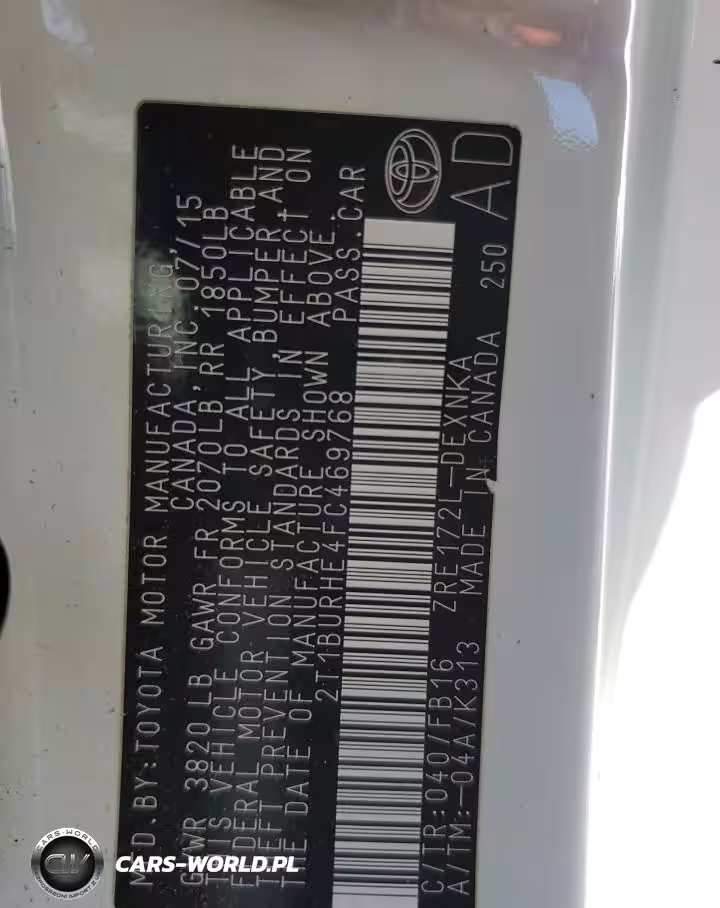 MFD.BY:TOYOTA MOTOR MANUFACTURING
CANADA, INC. 07/15
GVWR 3820 LB GAWR FR 2070LB, RR 1850LB
THIS VEHICLE CONFORMS TO ALL APPLICABLE
FEDERAL MOTOR VEHICLE SAFETY, BUMPER AND
THEFT PREVENTION STANDARDS IN EFFECT ON
THE DATE OF MANUFACTURE SHOWN ABOVE.
2T1BURHE4FC469768 PASS.CAR
C/TR:040/FB16 ZRE172L-DEXNKA 250
A/TM:-04A/K313 MADE IN CANADA
AD
CARS-WORLD
CW
CARS-WORLD.PL